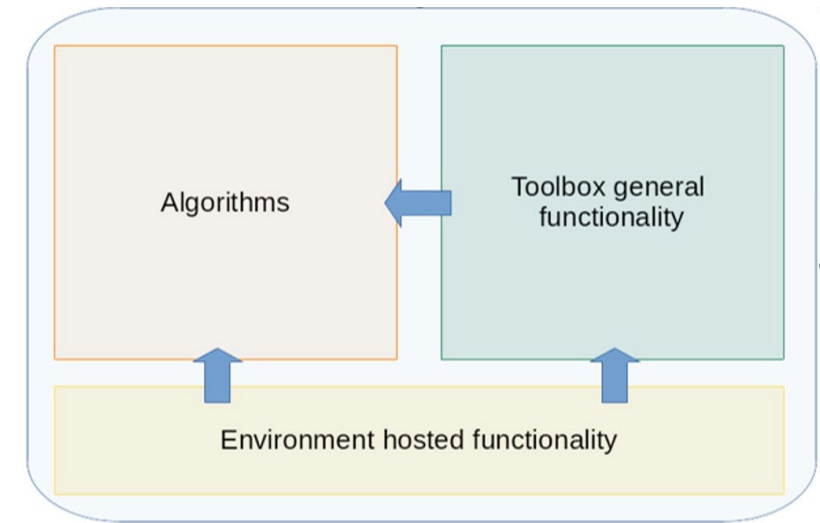 Algorithms
Toolbox general
functionality
Environment hosted functionality